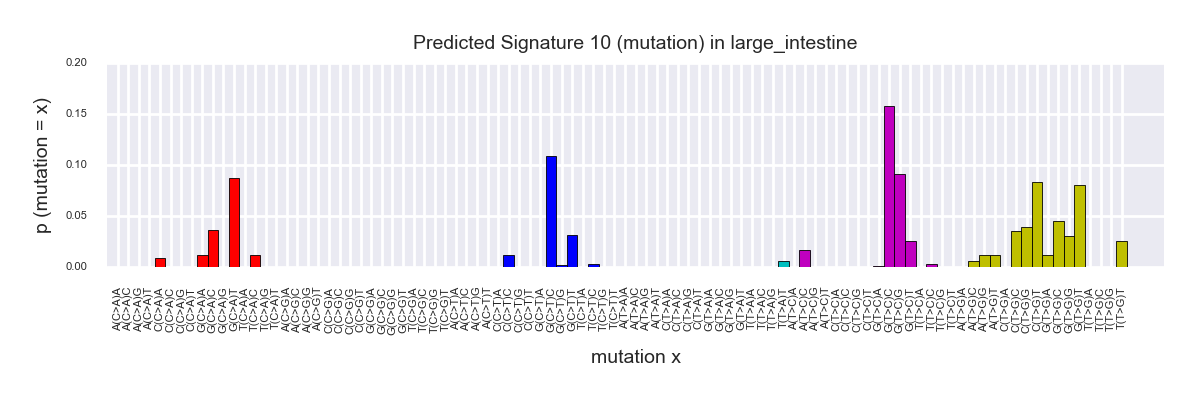 Predicted Signature 10 (mutation) in large_intestine
p (mutation = x)
0.20
0.15
0.10
0.05
0.00
A(C>A)A
A(C>A)C
A(C>A)G
A(C>A)T
C(C>A)A
C(C>A)C
C(C>A)G
C(C>A)T
G(C>A)A
G(C>A)C
G(C>A)G
G(C>A)T
T(C>A)A
T(C>A)C
T(C>A)G
T(C>A)T
A(C>G)A
A(C>G)C
A(C>G)G
A(C>G)T
C(C>G)A
C(C>G)C
C(C>G)G
C(C>G)T
G(C>G)A
G(C>G)C
G(C>G)G
G(C>G)T
T(C>G)A
T(C>G)C
T(C>G)G
T(C>G)T
A(C>T)A
A(C>T)C
A(C>T)G
A(C>T)T
C(C>T)A
C(C>T)C
C(C>T)G
C(C>T)T
G(C>T)A
G(C>T)C
G(C>T)G
G(C>T)T
T(C>T)A
T(C>T)C
T(C>T)G
T(C>T)T
A(T>A)A
A(T>A)C
A(T>A)G
A(T>A)T
C(T>A)A
C(T>A)C
C(T>A)G
C(T>A)T
G(T>A)A
G(T>A)C
G(T>A)G
G(T>A)T
T(T>A)A
T(T>A)C
T(T>A)G
T(T>A)T
A(T>C)A
A(T>C)C
A(T>C)G
A(T>C)T
C(T>C)A
C(T>C)C
C(T>C)G
C(T>C)T
G(T>C)A
G(T>C)C
G(T>C)G
G(T>C)T
T(T>C)A
T(T>C)C
T(T>C)G
T(T>C)T
A(T>G)A
A(T>G)C
A(T>G)G
A(T>G)T
C(T>G)A
C(T>G)C
C(T>G)G
C(T>G)T
G(T>G)A
G(T>G)C
G(T>G)G
G(T>G)T
T(T>G)A
T(T>G)C
T(T>G)G
T(T>G)T
mutation x